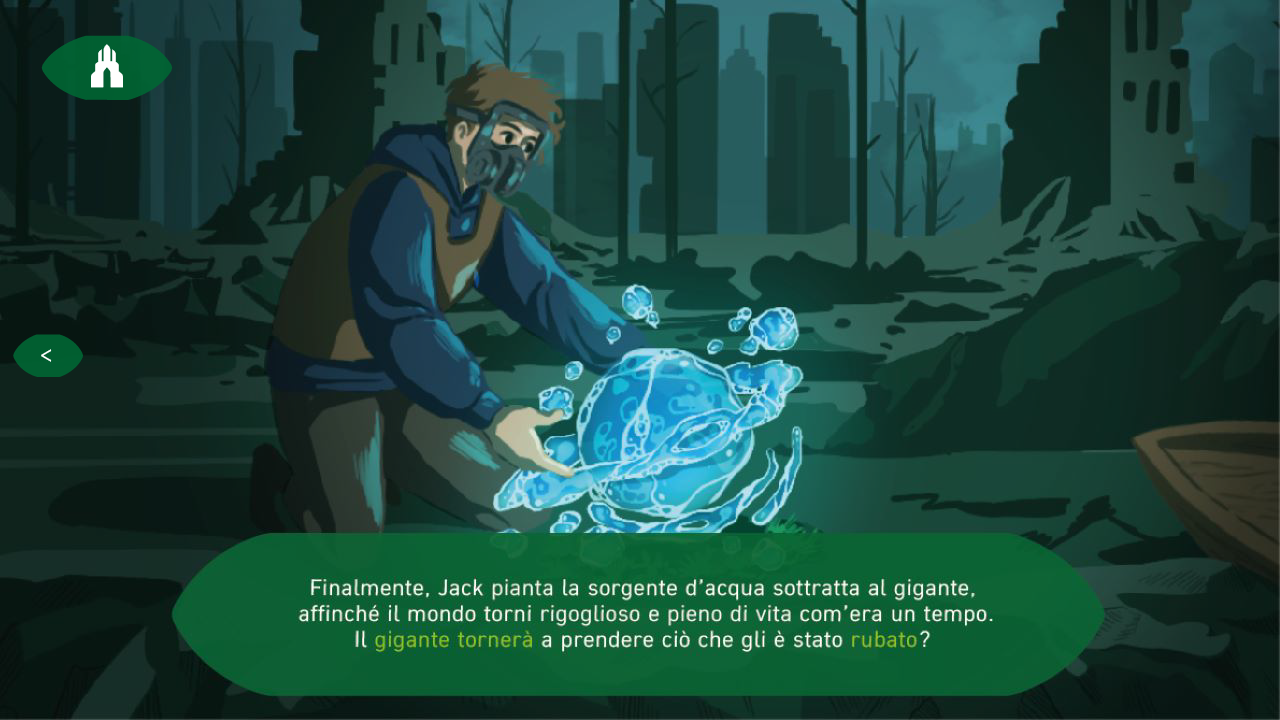 <
Finalmente, Jack pianta la sorgente d’acqua sottratta al gigante,
affinché il mondo torni rigoglioso e pieno di vita com’era un tempo.
Il gigante tornerà a prendere ciò che gli è stato rubato?